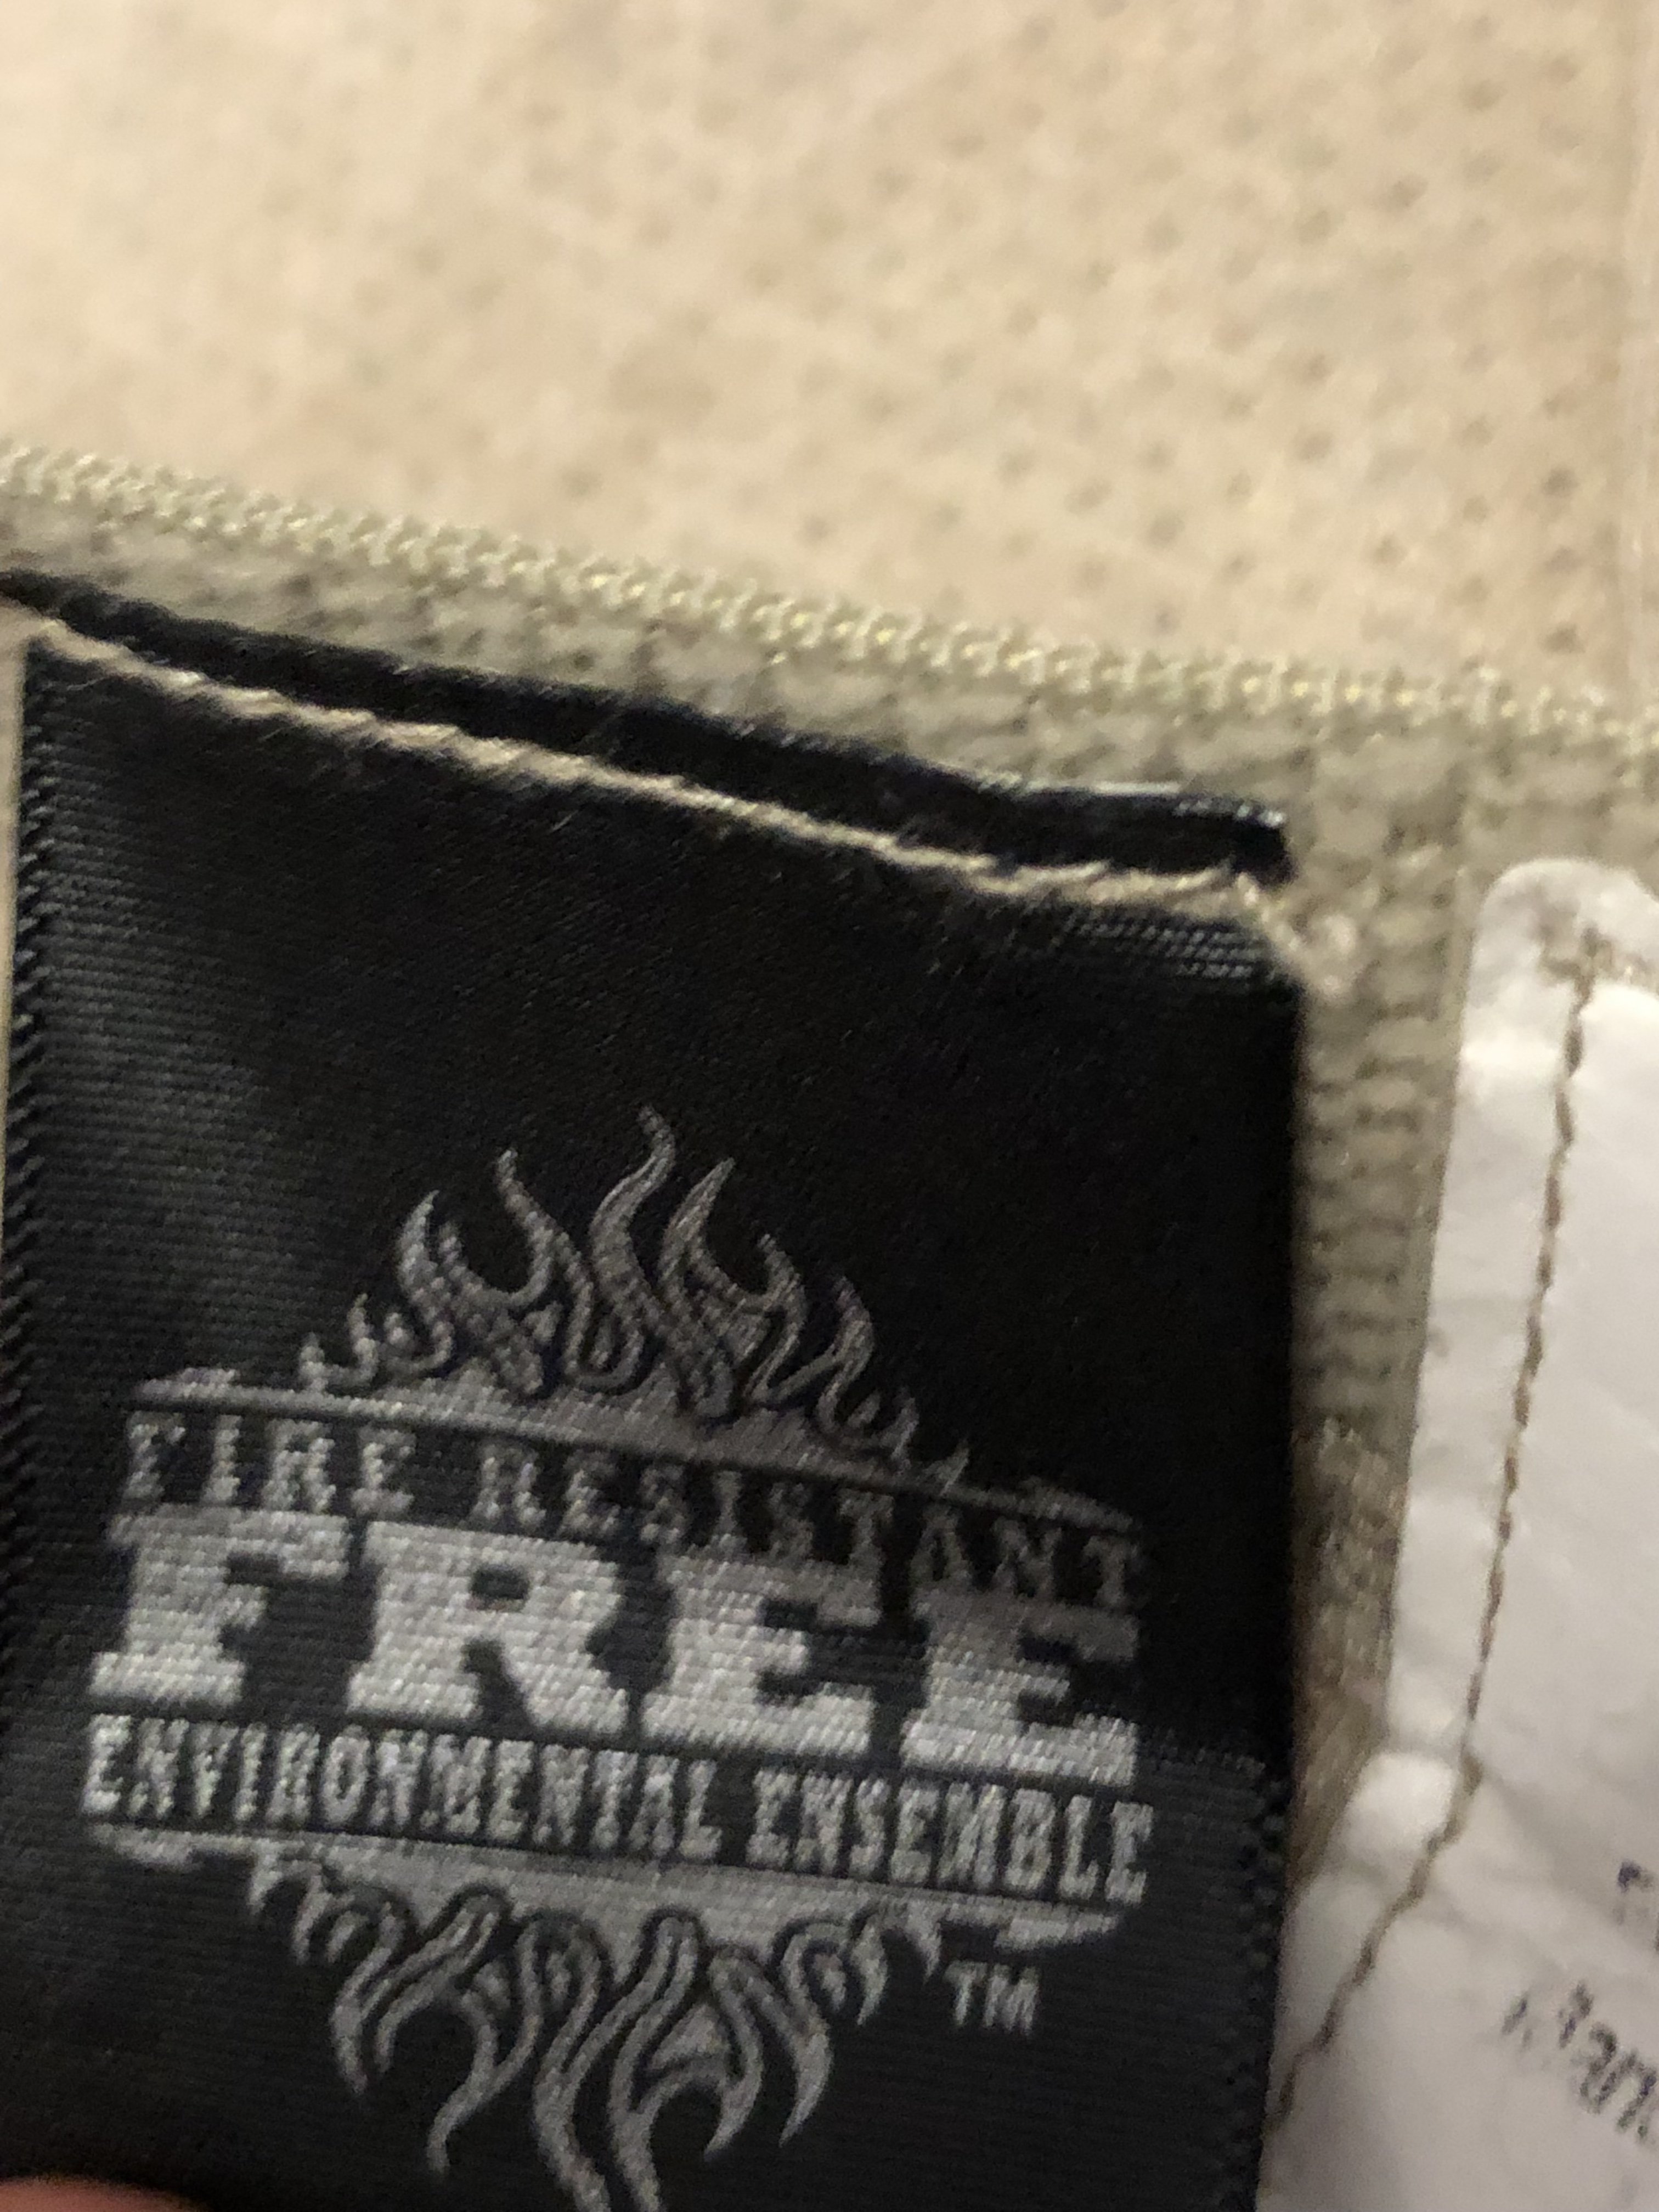 FIRE RESISTANT
FREE
ENVIRONMENTAL ENSEMBLE
TM